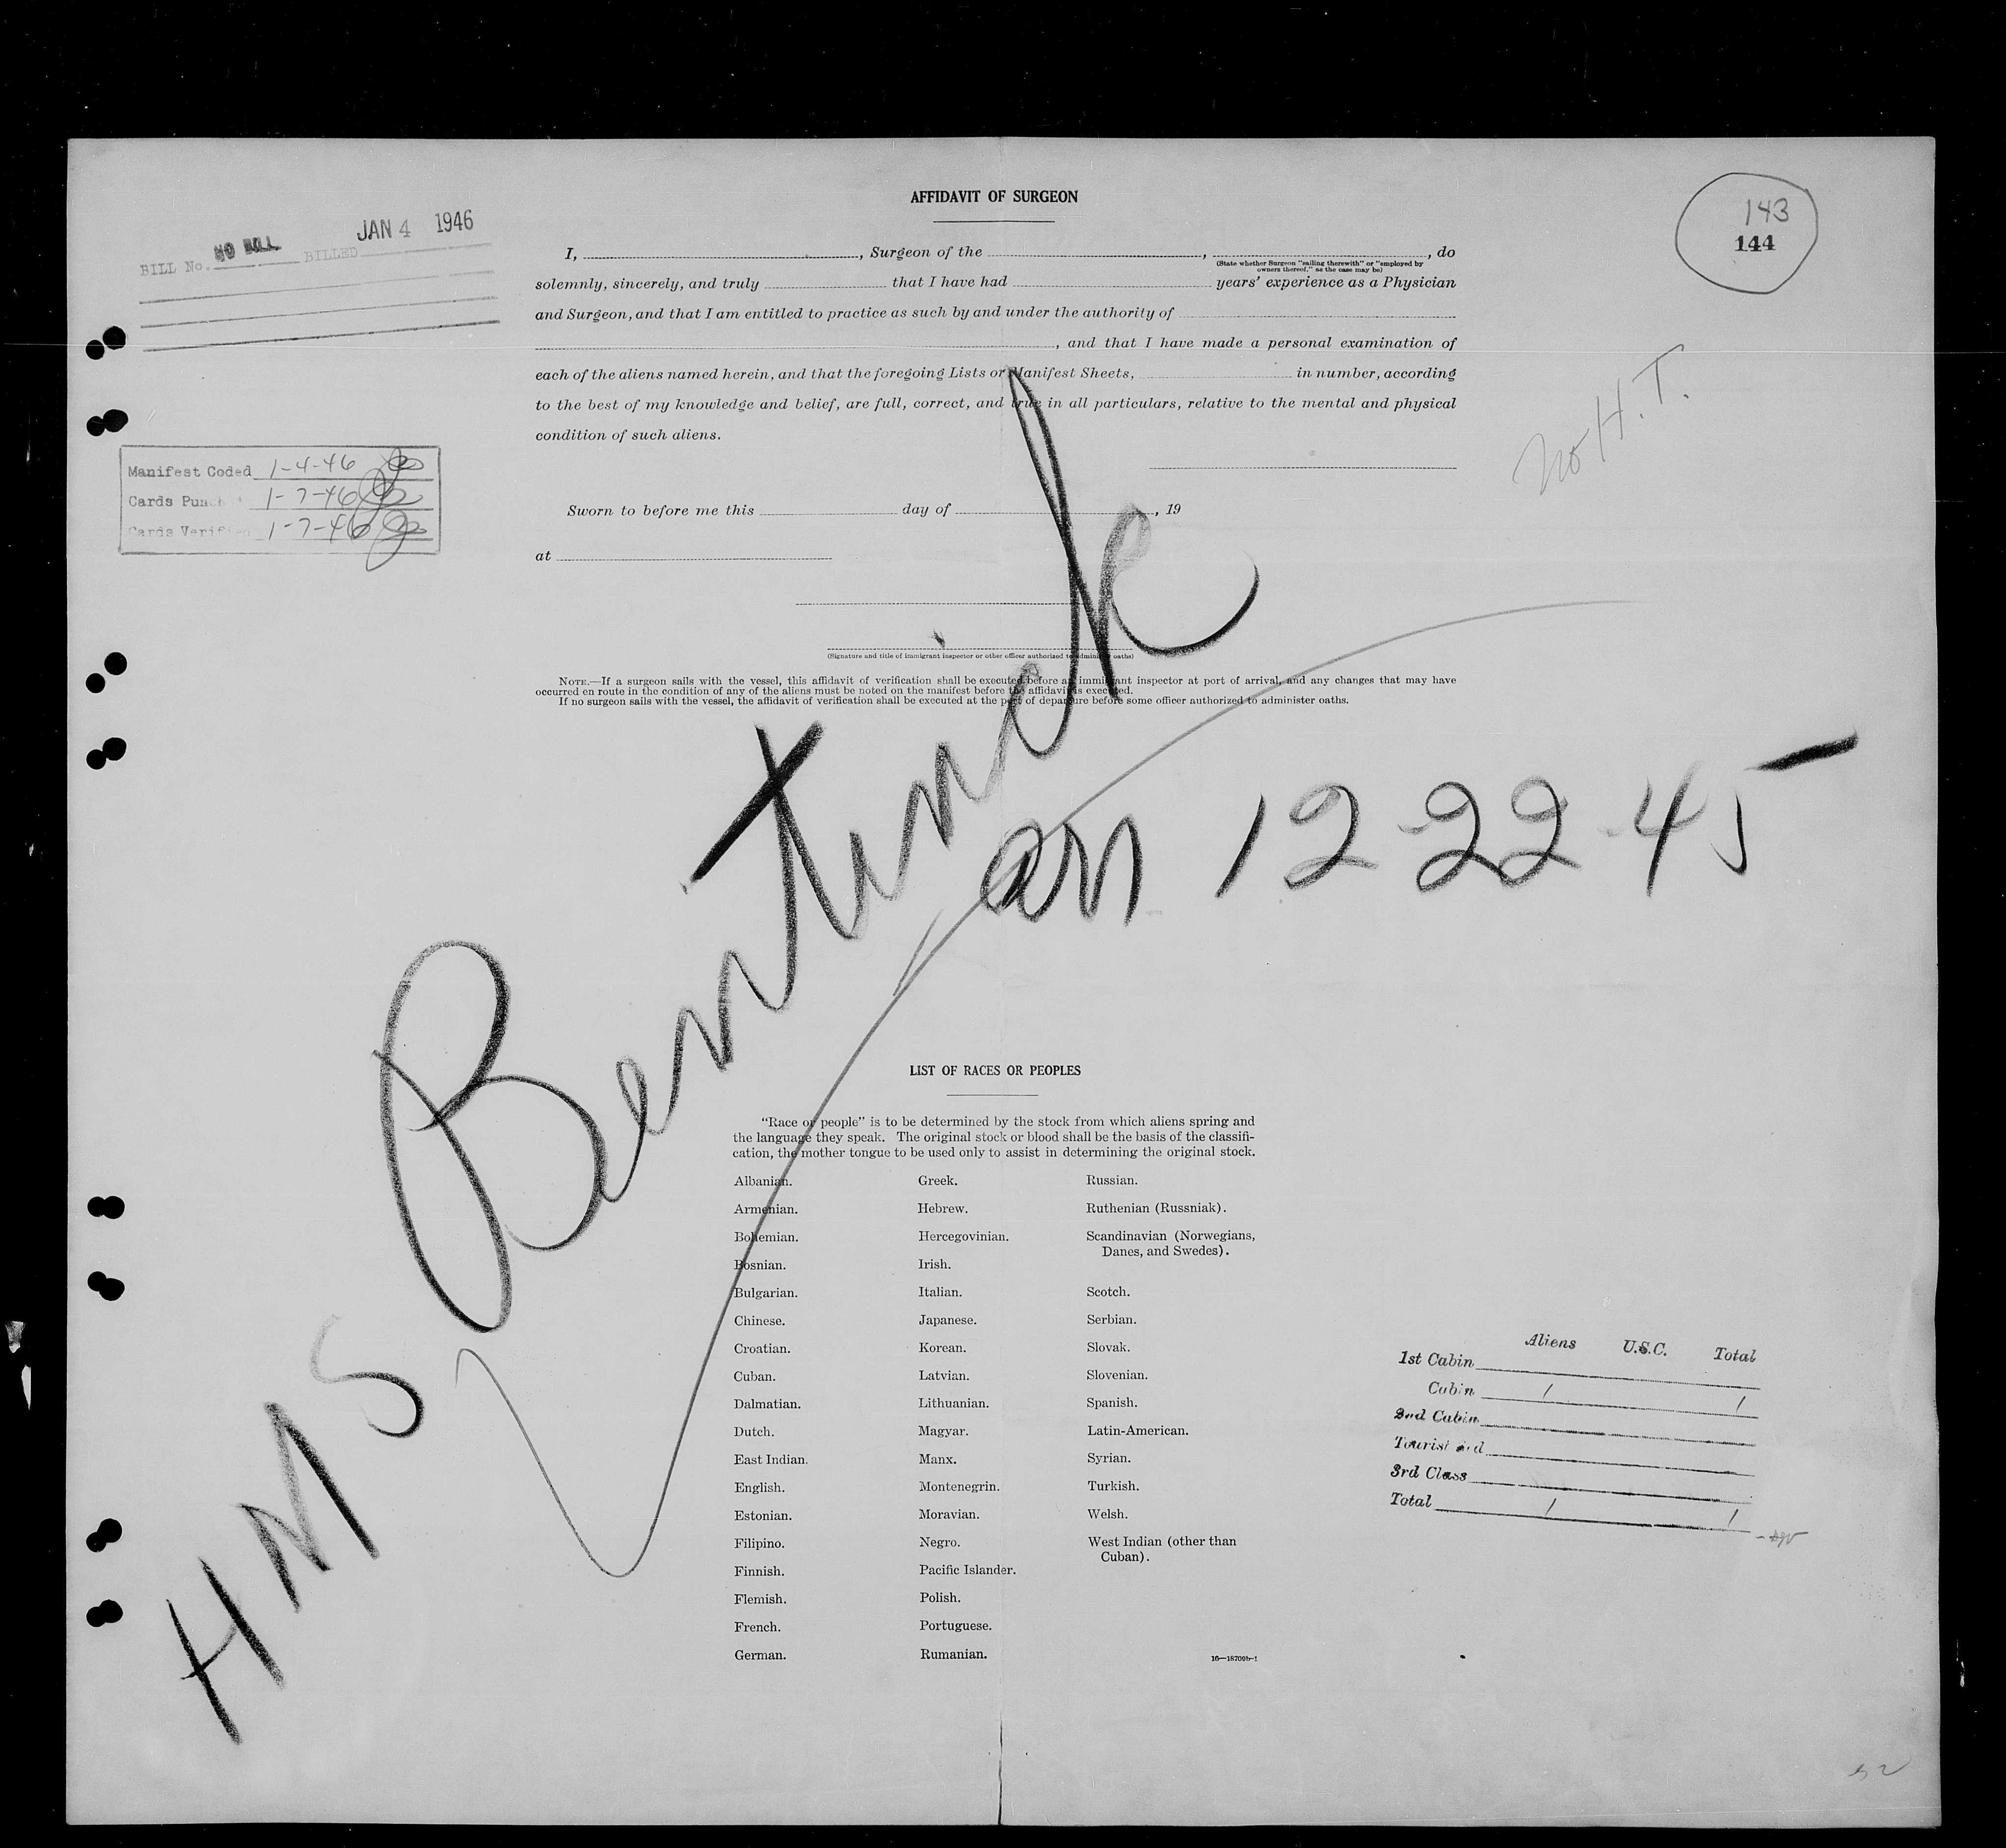 AFFIDAVIT OF SURGEON
143
144
BILL No. NO BILL BILLED JAN 4 1946
I, , Surgeon of the , , do
(State whether Surgeon "sailing therewith" or "employed by
owners thereof," as the case may be)
solemnly, sincerely, and truly that I have had years' experience as a Physician
and Surgeon, and that I am entitled to practice as such by and under the authority of
, and that I have made a personal examination of
each of the aliens named herein, and that the foregoing Lists or Manifest Sheets, in number, according
to the best of my knowledge and belief, are full, correct, and true in all particulars, relative to the mental and physical
condition of such aliens.
no H.T.
Manifest Coded 1-4-46
Cards Punch 1-7-46
Cards Verified 1-7-46
Sworn to before me this day of , 19
at
(Signature and title of immigrant inspector or other officer authorized to administer oaths)
NOTE.—If a surgeon sails with the vessel, this affidavit of verification shall be executed before an immigrant inspector at port of arrival, and any changes that may have
occurred en route in the condition of any of the aliens must be noted on the manifest before the affidavit is executed.
If no surgeon sails with the vessel, the affidavit of verification shall be executed at the port of departure before some officer authorized to administer oaths.
HMS Bentinck
arr 12-22-45
LIST OF RACES OR PEOPLES
"Race or people" is to be determined by the stock from which aliens spring and
the language they speak. The original stock or blood shall be the basis of the classifi-
cation, the mother tongue to be used only to assist in determining the original stock.
Albanian.
Armenian.
Bohemian.
Bosnian.
Bulgarian.
Chinese.
Croatian.
Cuban.
Dalmatian.
Dutch.
East Indian.
English.
Estonian.
Filipino.
Finnish.
Flemish.
French.
German.
Greek.
Hebrew.
Hercegovinian.
Irish.
Italian.
Japanese.
Korean.
Latvian.
Lithuanian.
Magyar.
Manx.
Montenegrin.
Moravian.
Negro.
Pacific Islander.
Polish.
Portuguese.
Rumanian.
Russian.
Ruthenian (Russniak).
Scandinavian (Norwegians,
Danes, and Swedes).
Scotch.
Serbian.
Slovak.
Slovenian.
Spanish.
Latin-American.
Syrian.
Turkish.
Welsh.
West Indian (other than
Cuban).
16—18709b-1
Aliens U.S.C. Total
1st Cabin
Cabin 1 1
2nd Cabin
Tourist
3rd Class
Total 1 1
52